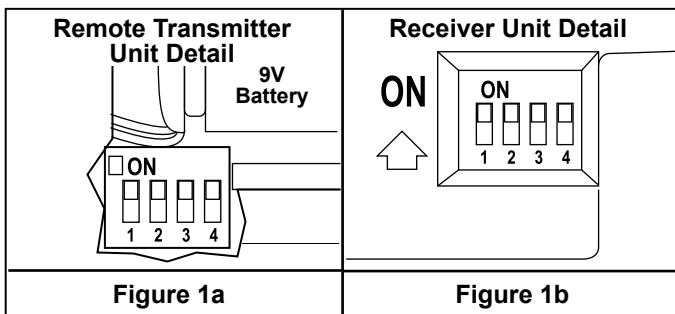 Remote Transmitter
Unit Detail
9V
Battery
ON
1 2 3 4
Figure 1a
Receiver Unit Detail
ON
ON
1 2 3 4
Figure 1b